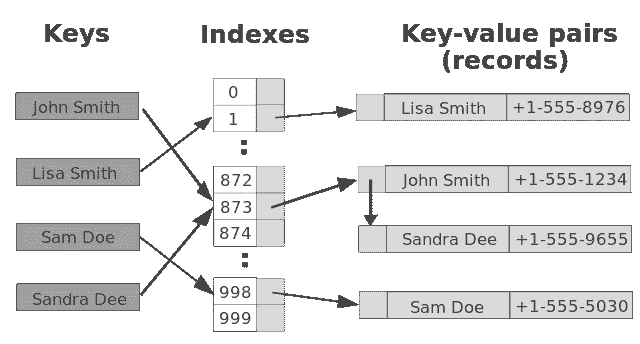 Keys
Indexes
Key-value pairs
(records)
John Smith
Lisa Smith
Sam Doe
Sandra Dee
0
1
:
872
873
874
:
998
999
Lisa Smith +1-555-8976
John Smith +1-555-1234
Sandra Dee +1-555-9655
Sam Doe +1-555-5030